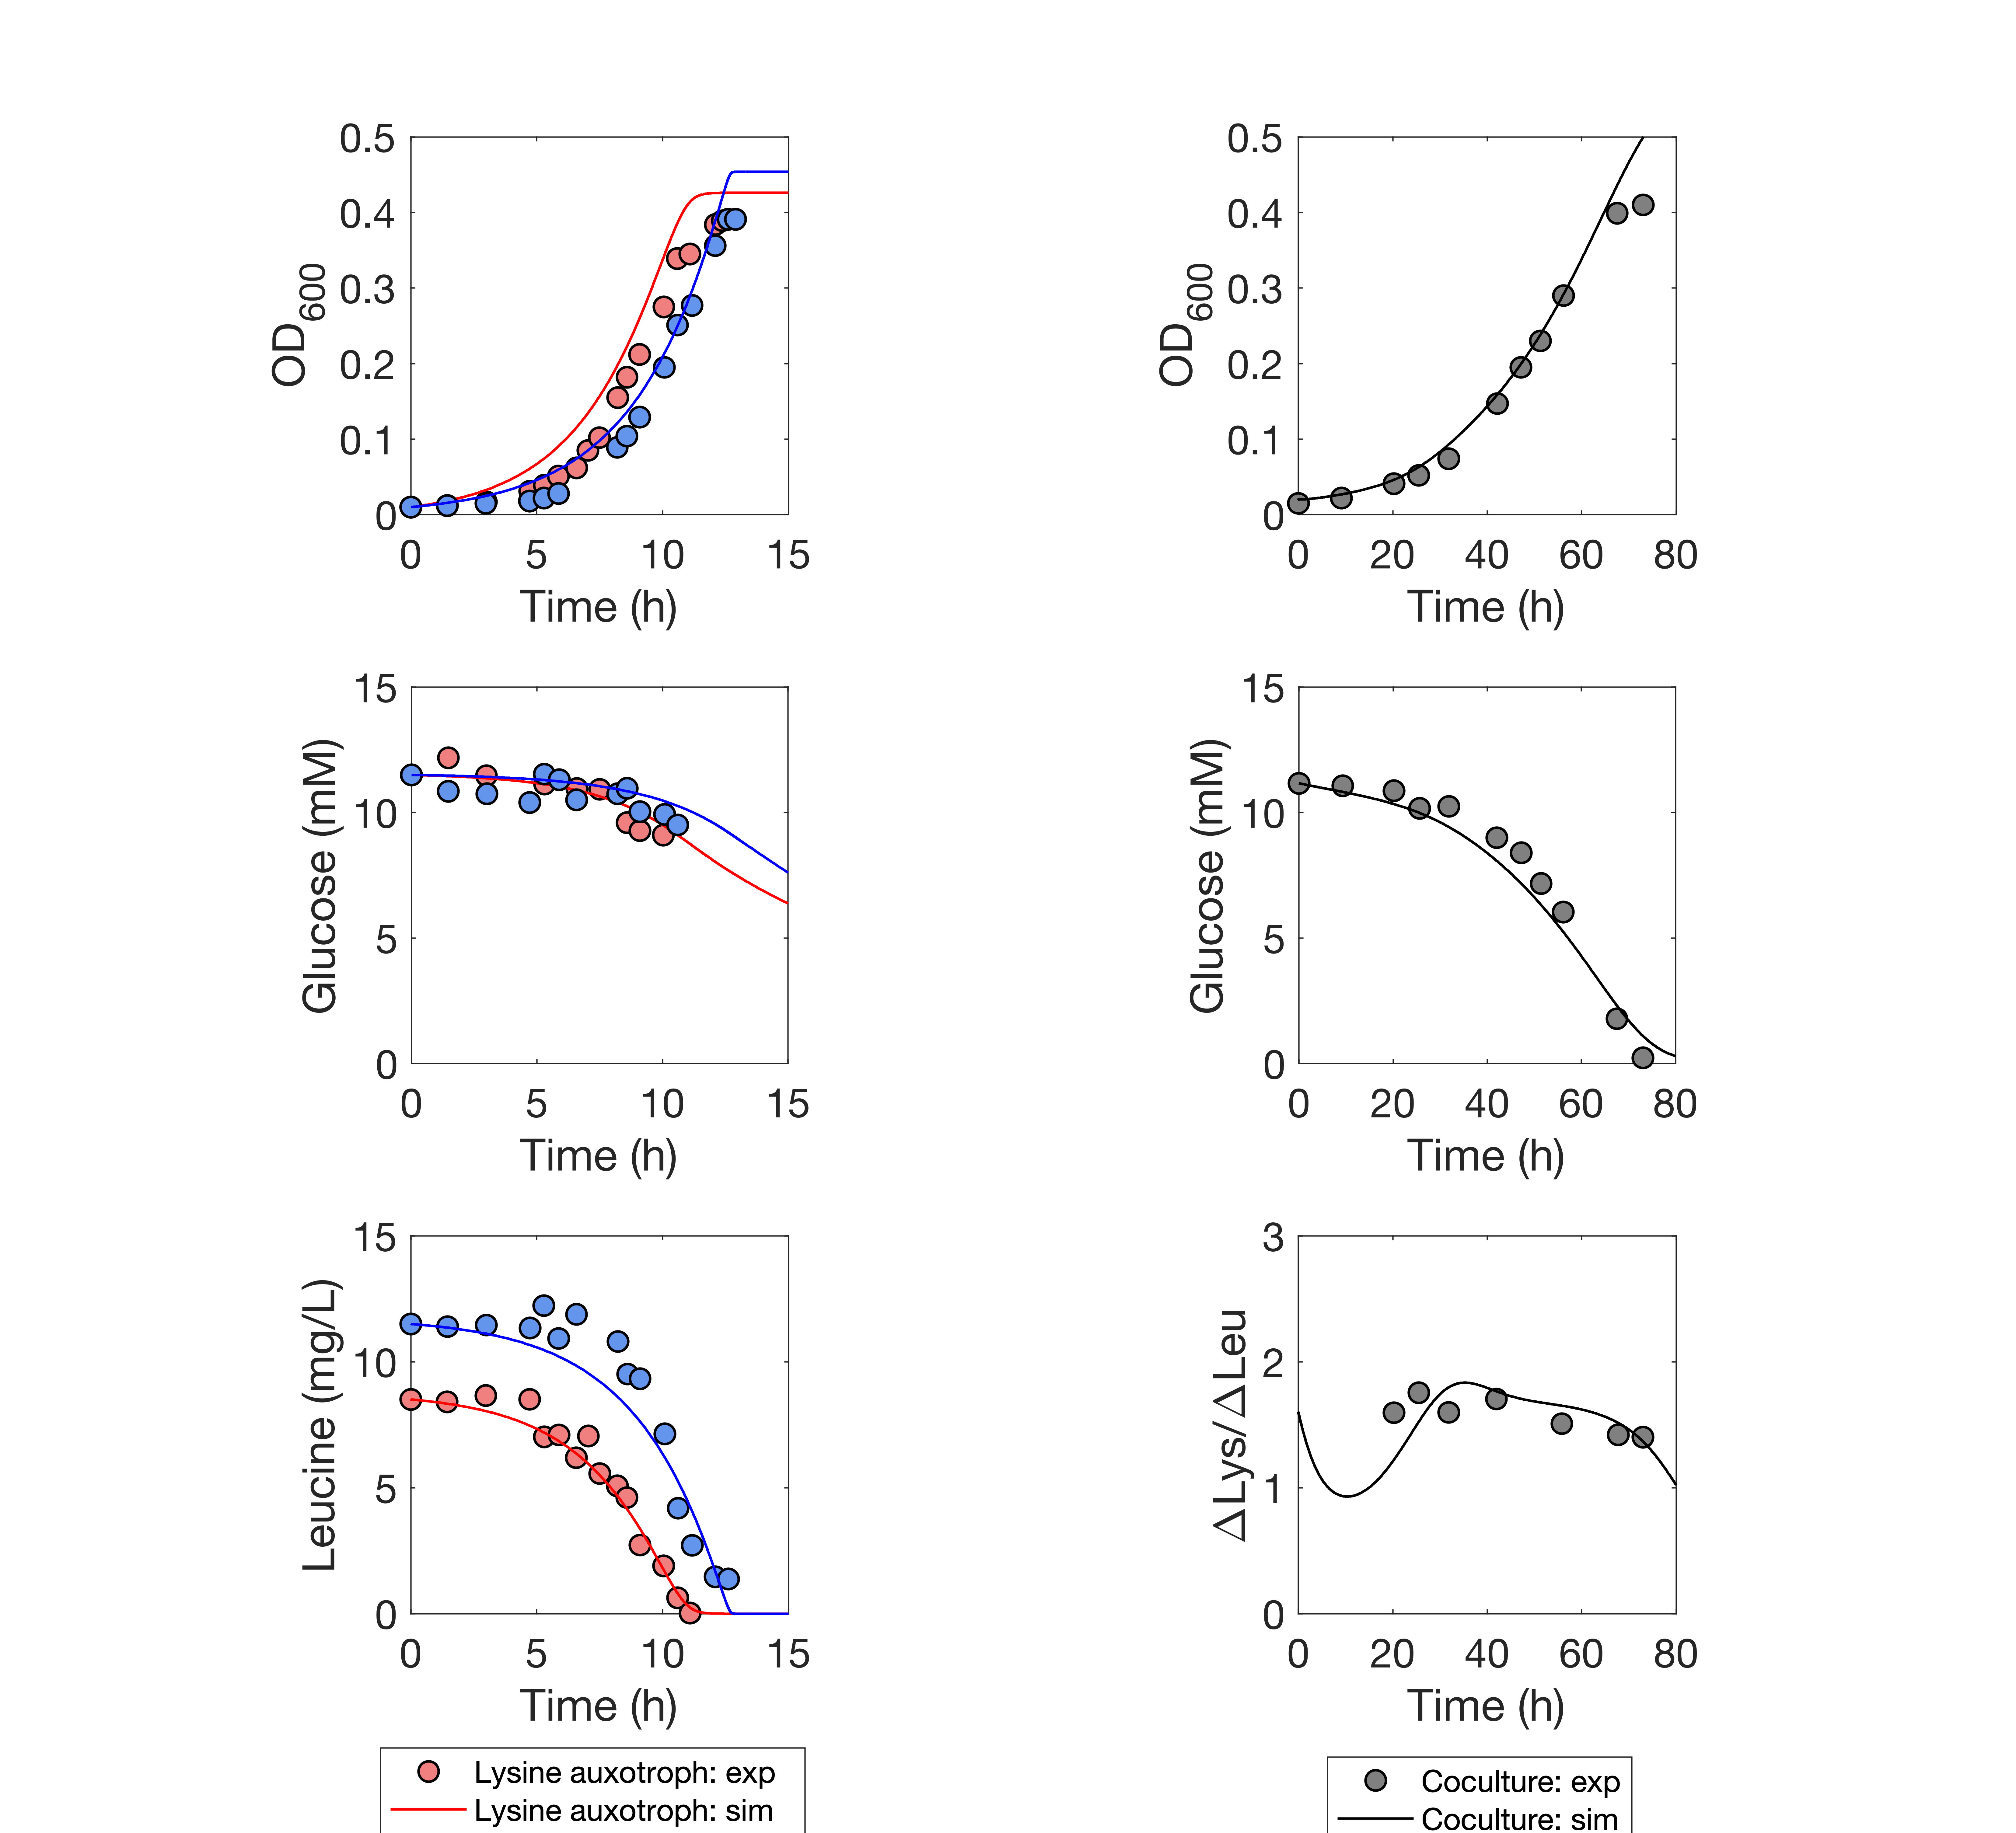 0.5
0.4
0.3
0.2
0.1
0
OD600
0 5 10 15
Time (h)
0.5
0.4
0.3
0.2
0.1
0
OD600
0 20 40 60 80
Time (h)
15
10
5
0
Glucose (mM)
0 5 10 15
Time (h)
15
10
5
0
Glucose (mM)
0 20 40 60 80
Time (h)
15
10
5
0
Leucine (mg/L)
0 5 10 15
Time (h)
3
2
1
0
ΔLys/ΔLeu
0 20 40 60 80
Time (h)
Lysine auxotroph: exp
Lysine auxotroph: sim
Coculture: exp
Coculture: sim